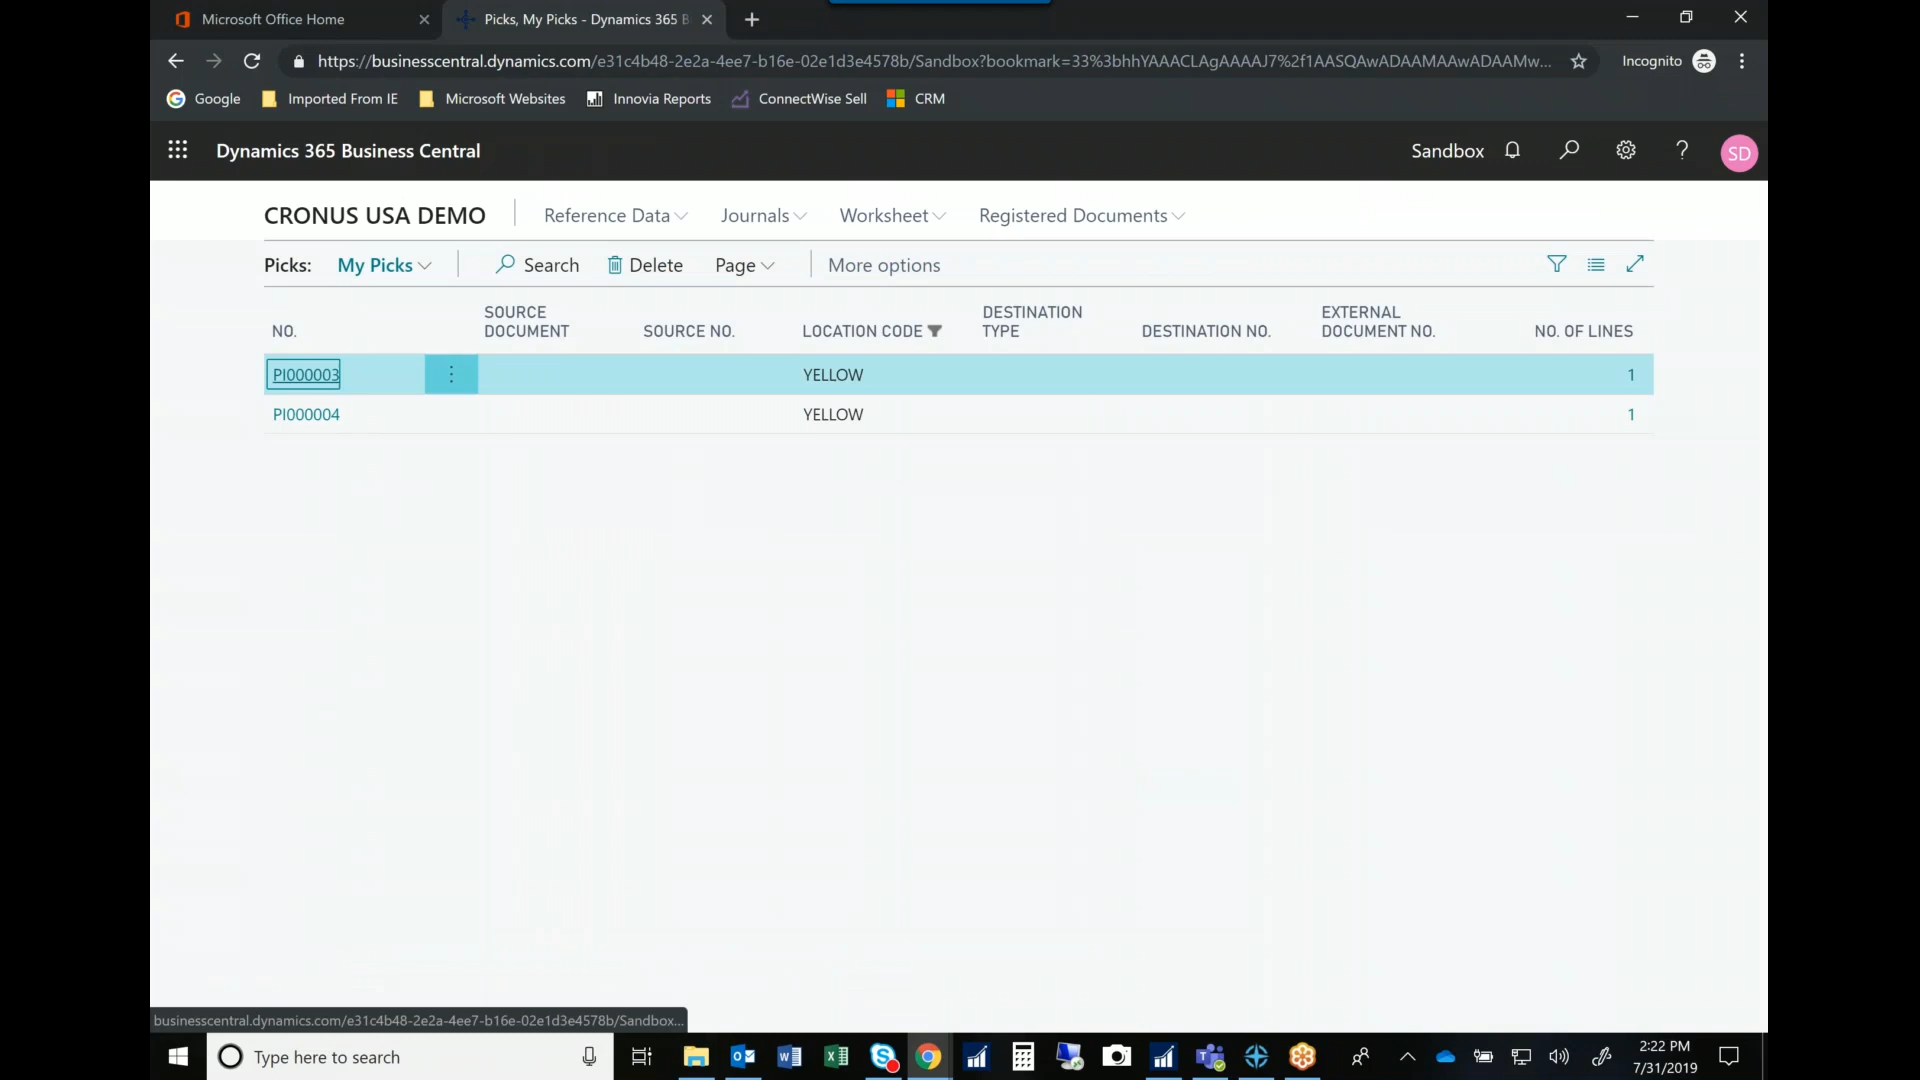 Microsoft Office Home
Picks, My Picks - Dynamics 365 B
https://businesscentral.dynamics.com/e31c4b48-2e2a-4ee7-b16e-02e1d3e4578b/Sandbox?bookmark=33%3bhhYAAACLAgAAAAJ7%2f1AASQAwADAAMAAwADAAMw...
Incognito
Google
Imported From IE
Microsoft Websites
Innovia Reports
ConnectWise Sell
CRM
Dynamics 365 Business Central
Sandbox
?
SD
CRONUS USA DEMO
Reference Data
Journals
Worksheet
Registered Documents
Picks:
My Picks
Search
Delete
Page
More options
NO.
SOURCE
DOCUMENT
SOURCE NO.
LOCATION CODE
DESTINATION
TYPE
DESTINATION NO.
EXTERNAL
DOCUMENT NO.
NO. OF LINES
PI000003
YELLOW
1
PI000004
YELLOW
1
businesscentral.dynamics.com/e31c4b48-2e2a-4ee7-b16e-02e1d3e4578b/Sandbox...
Type here to search
2:22 PM
7/31/2019